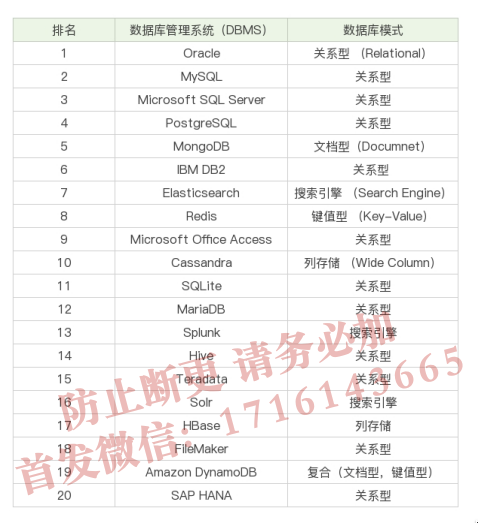 排名 数据库管理系统（DBMS） 数据库模式
1 Oracle 关系型 （Relational）
2 MySQL 关系型
3 Microsoft SQL Server 关系型
4 PostgreSQL 关系型
5 MongoDB 文档型（Documnet）
6 IBM DB2 关系型
7 Elasticsearch 搜索引擎 （Search Engine）
8 Redis 键值型 （Key-Value）
9 Microsoft Office Access 关系型
10 Cassandra 列存储 （Wide Column）
11 SQLite 关系型
12 MariaDB 关系型
13 Splunk 搜索引擎
14 Hive 关系型
15 Teradata 关系型
16 Solr 搜索引擎
17 HBase 列存储
18 FileMaker 关系型
19 Amazon DynamoDB 复合（文档型，键值型）
20 SAP HANA 关系型
防止断更 请务必加
首发微信：1716143665